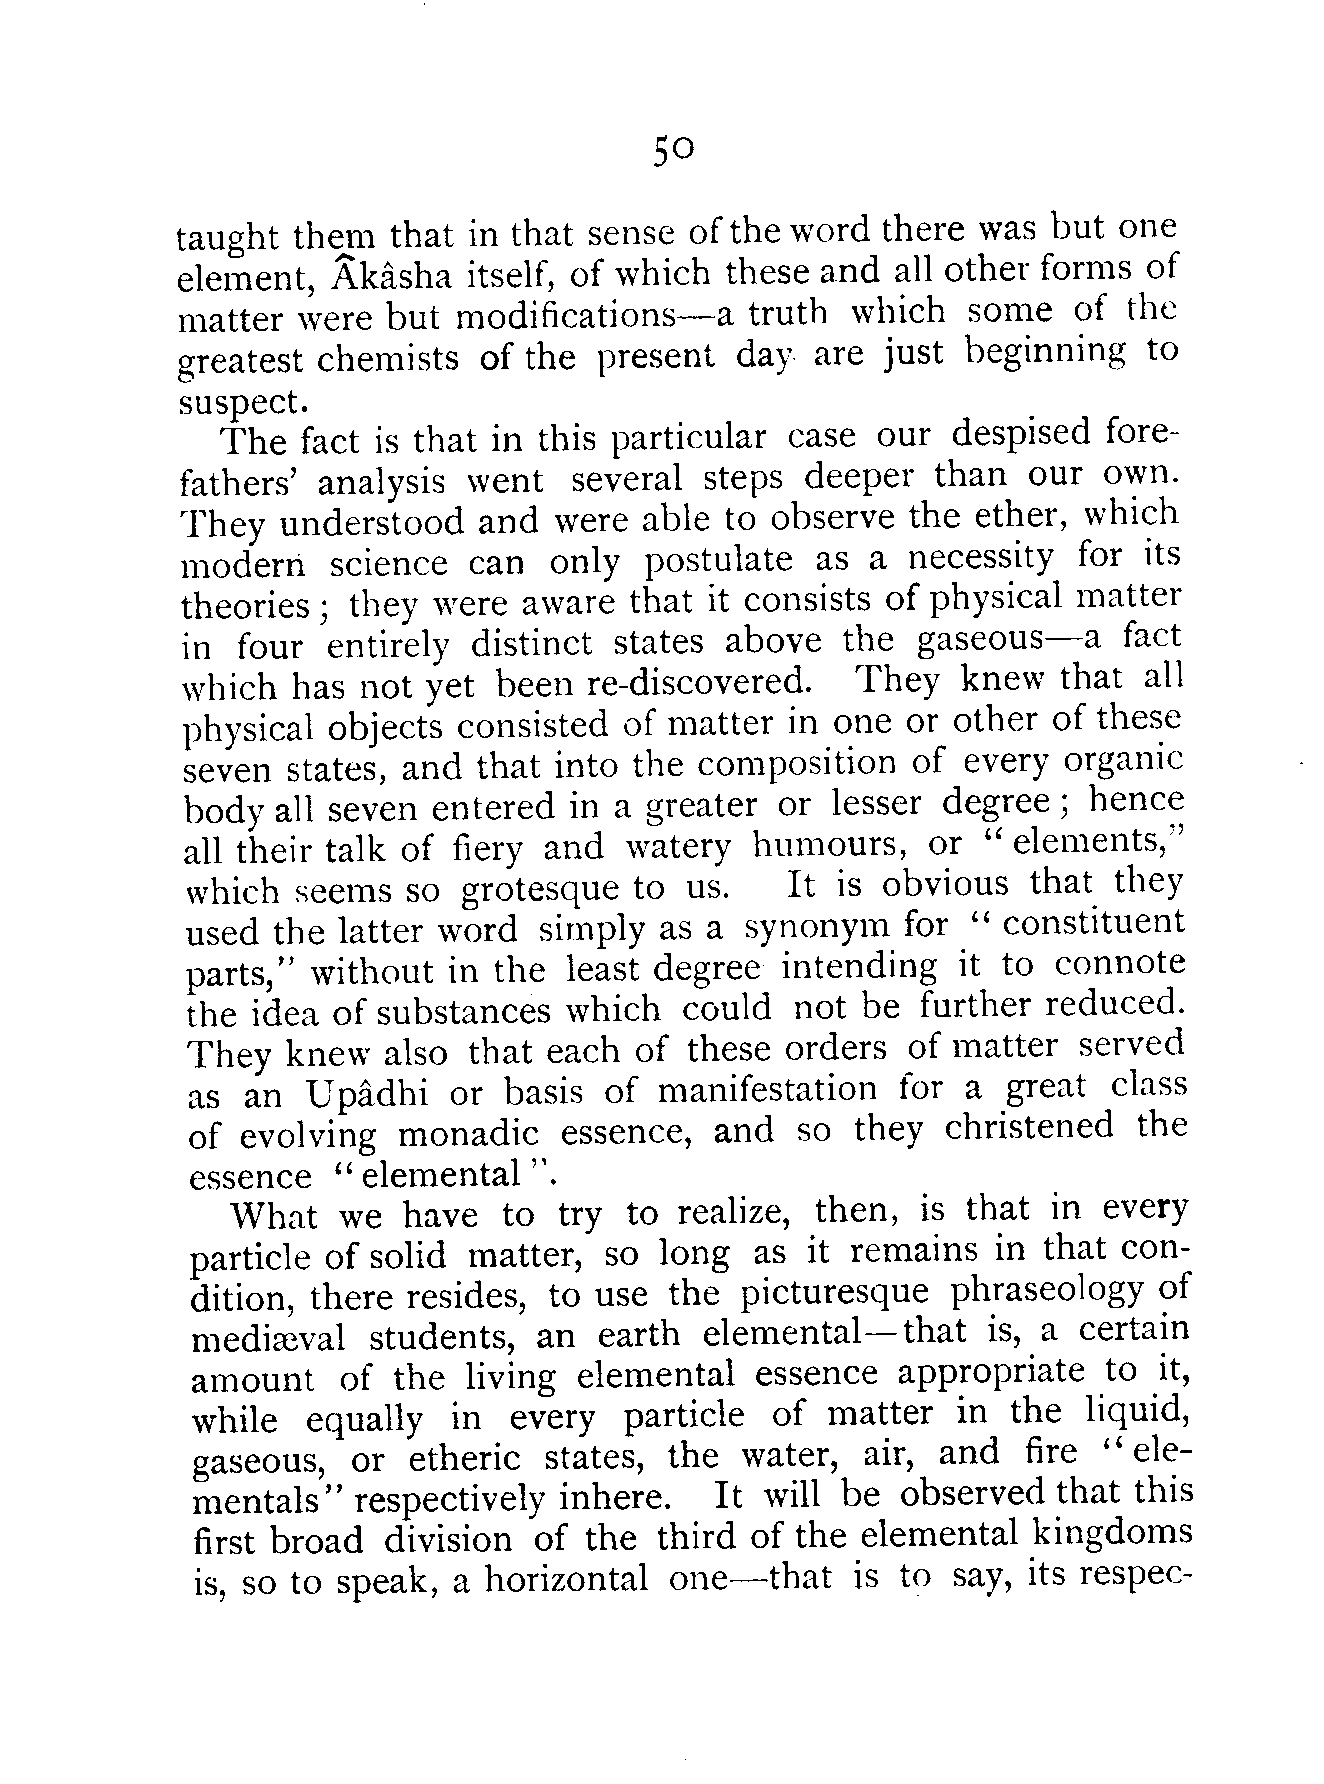 50
taught them that in that sense of the word there was but one
element, Âkâsha itself, of which these and all other forms of
matter were but modifications—a truth which some of the
greatest chemists of the present day are just beginning to
suspect.
The fact is that in this particular case our despised fore-
fathers' analysis went several steps deeper than our own.
They understood and were able to observe the ether, which
modern science can only postulate as a necessity for its
theories ; they were aware that it consists of physical matter
in four entirely distinct states above the gaseous—a fact
which has not yet been re-discovered. They knew that all
physical objects consisted of matter in one or other of these
seven states, and that into the composition of every organic
body all seven entered in a greater or lesser degree ; hence
all their talk of fiery and watery humours, or " elements,"
which seems so grotesque to us. It is obvious that they
used the latter word simply as a synonym for " constituent
parts," without in the least degree intending it to connote
the idea of substances which could not be further reduced.
They knew also that each of these orders of matter served
as an Upâdhi or basis of manifestation for a great class
of evolving monadic essence, and so they christened the
essence " elemental ".
What we have to try to realize, then, is that in every
particle of solid matter, so long as it remains in that con-
dition, there resides, to use the picturesque phraseology of
mediæval students, an earth elemental—that is, a certain
amount of the living elemental essence appropriate to it,
while equally in every particle of matter in the liquid,
gaseous, or etheric states, the water, air, and fire " ele-
mentals" respectively inhere. It will be observed that this
first broad division of the third of the elemental kingdoms
is, so to speak, a horizontal one—that is to say, its respec-